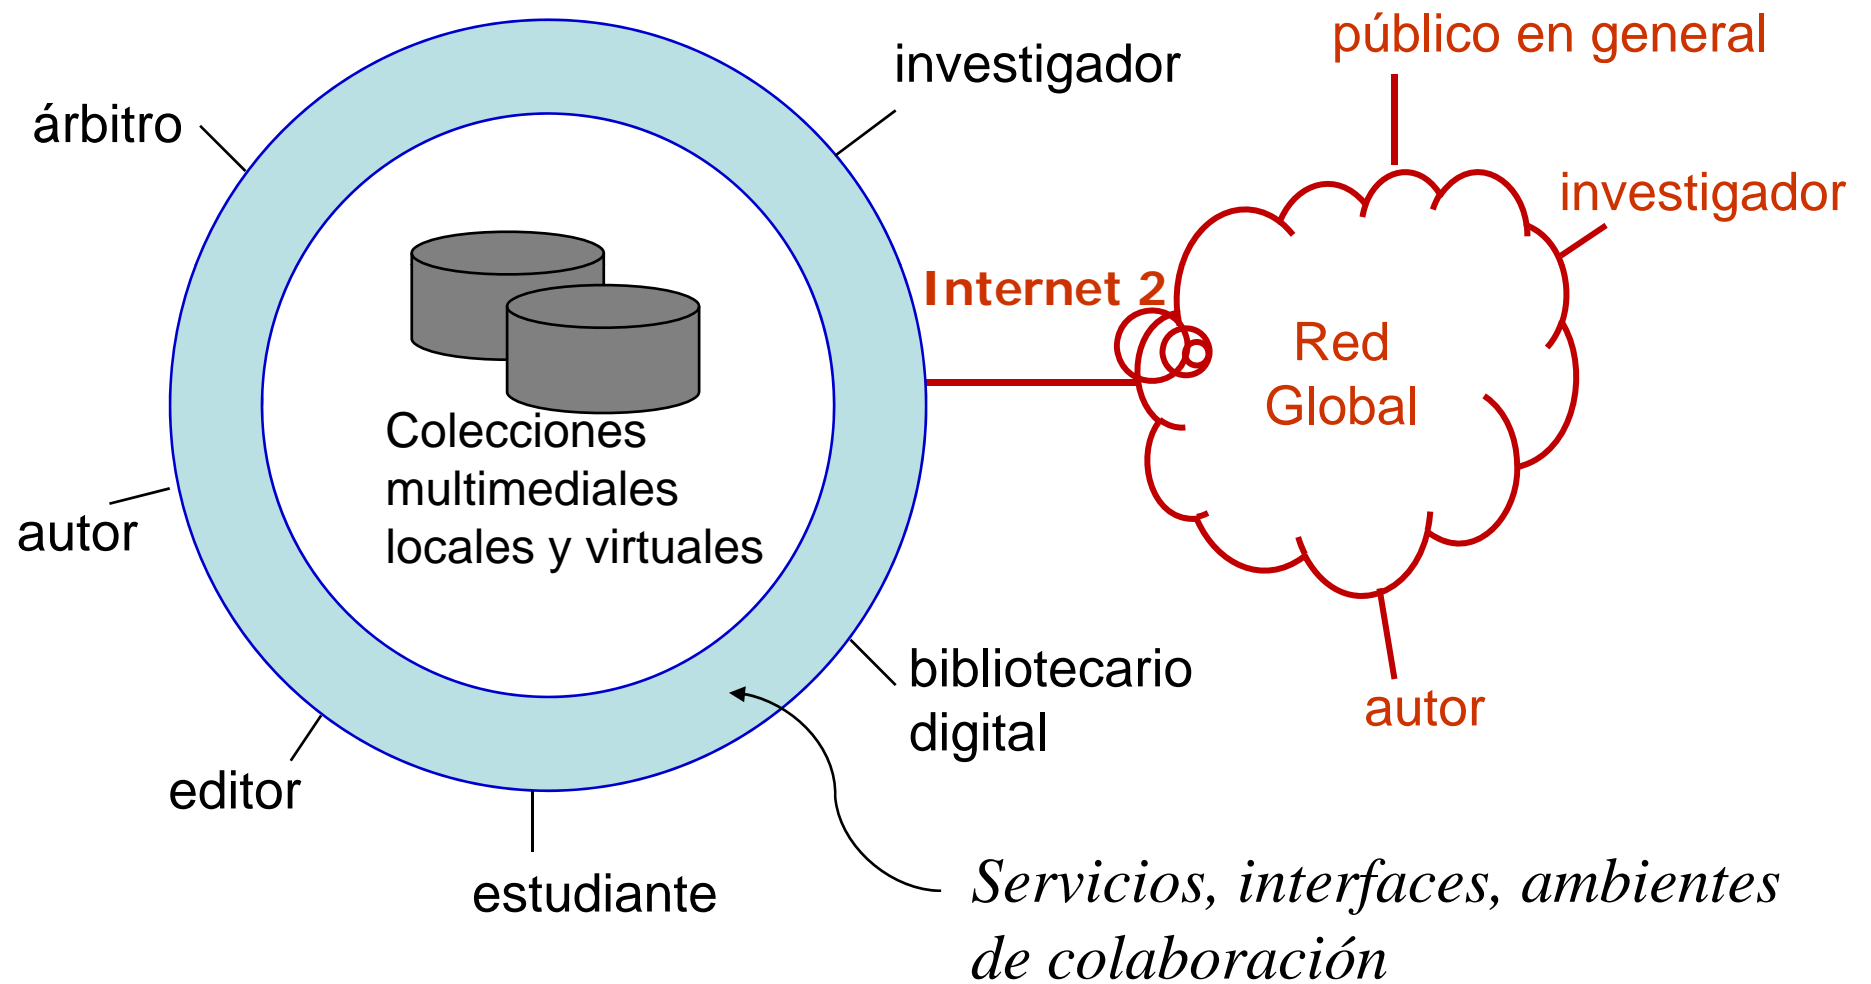 público en general
investigador
árbitro
investigador
Internet 2
Red
Global
Colecciones
multimediales
locales y virtuales
autor
bibliotecario
digital
autor
editor
estudiante
Servicios, interfaces, ambientes
de colaboración